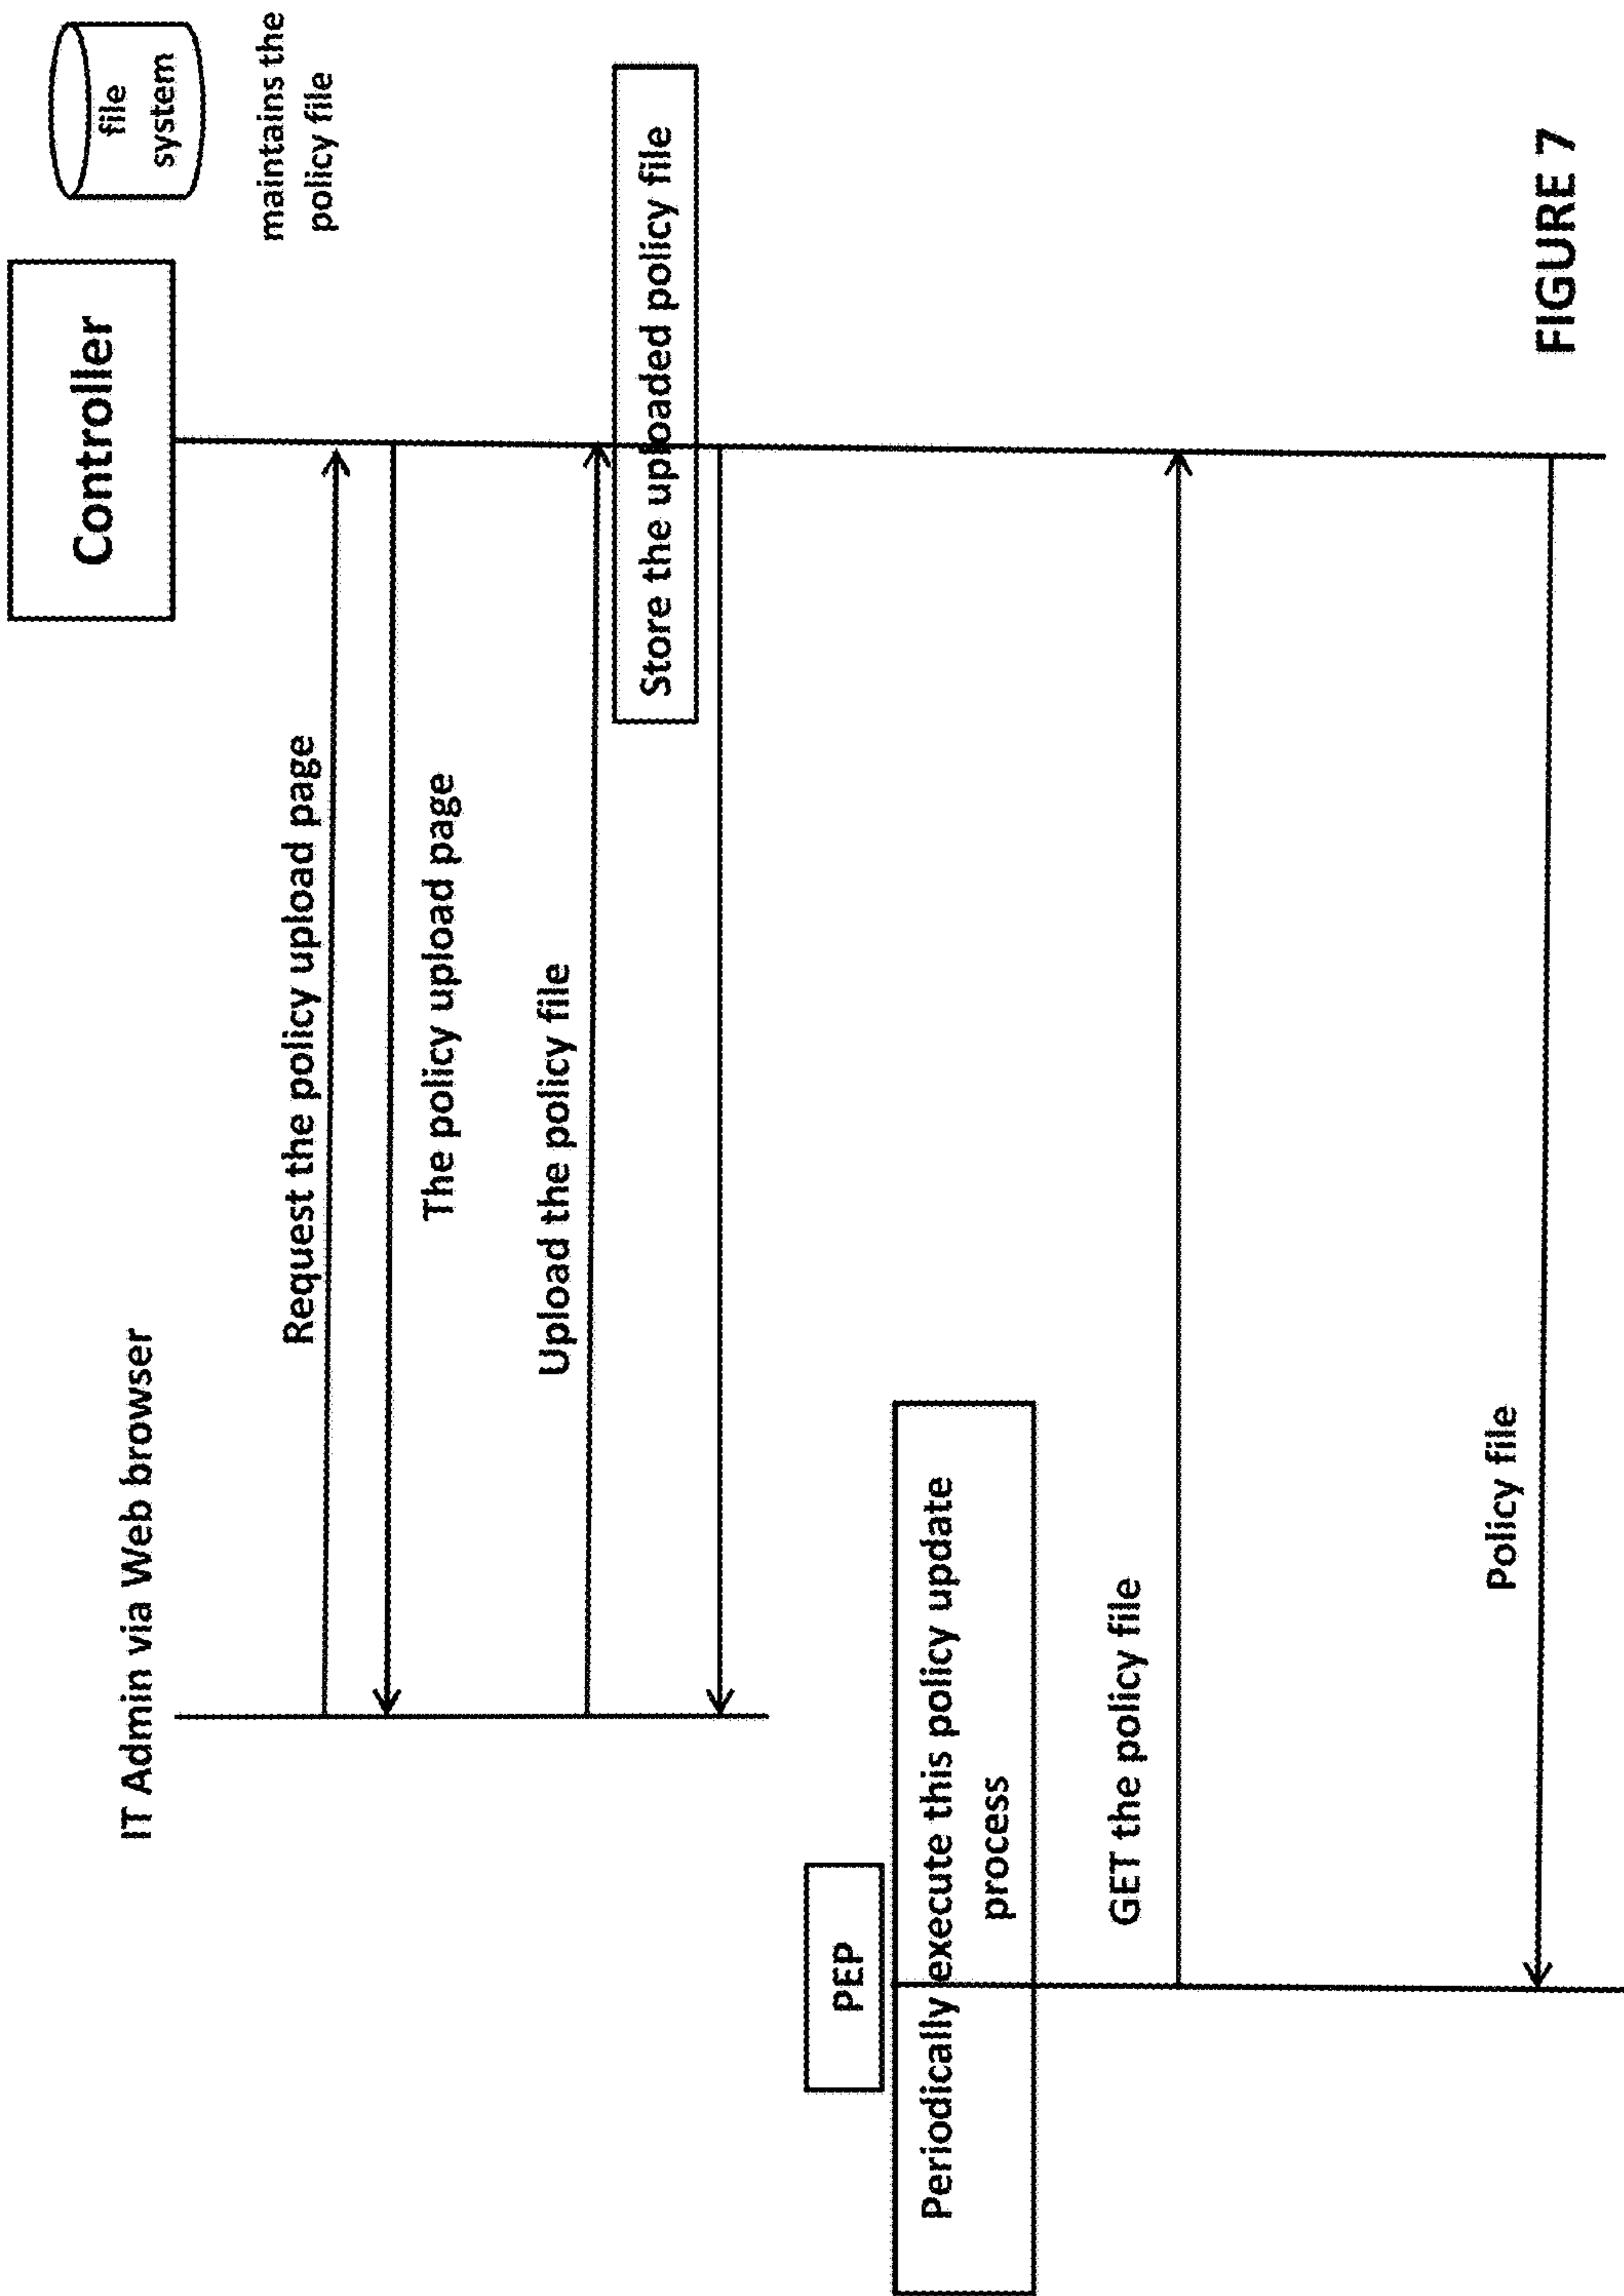 Controller
file
system
maintains the
policy file
IT Admin via Web browser
Request the policy upload page
The policy upload page
Upload the policy file
Store the uploaded policy file
PEP
Periodically execute this policy update
process
GET the policy file
Policy file
FIGURE 7